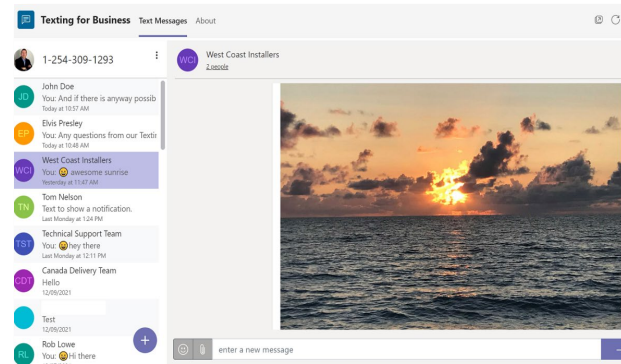 Texting for Business Text Messages About
1-254-309-1293
West Coast Installers
2 people
WCI
JD
John Doe
You: And if there is anyway possib
Today at 10:57 AM
EP
Elvis Presley
You: Any questions from our Textin
Today at 10:48 AM
WCI
West Coast Installers
You: 😀 awesome sunrise
Yesterday at 11:47 AM
TN
Tom Nelson
Text to show a notification.
Last Monday at 1:24 PM
TST
Technical Support Team
You: 😀hey there
Last Monday at 12:11 PM
CDT
Canada Delivery Team
Hello
12/09/2021
Test
12/09/2021
RL
Rob Lowe
You: 😀Hi there
enter a new message